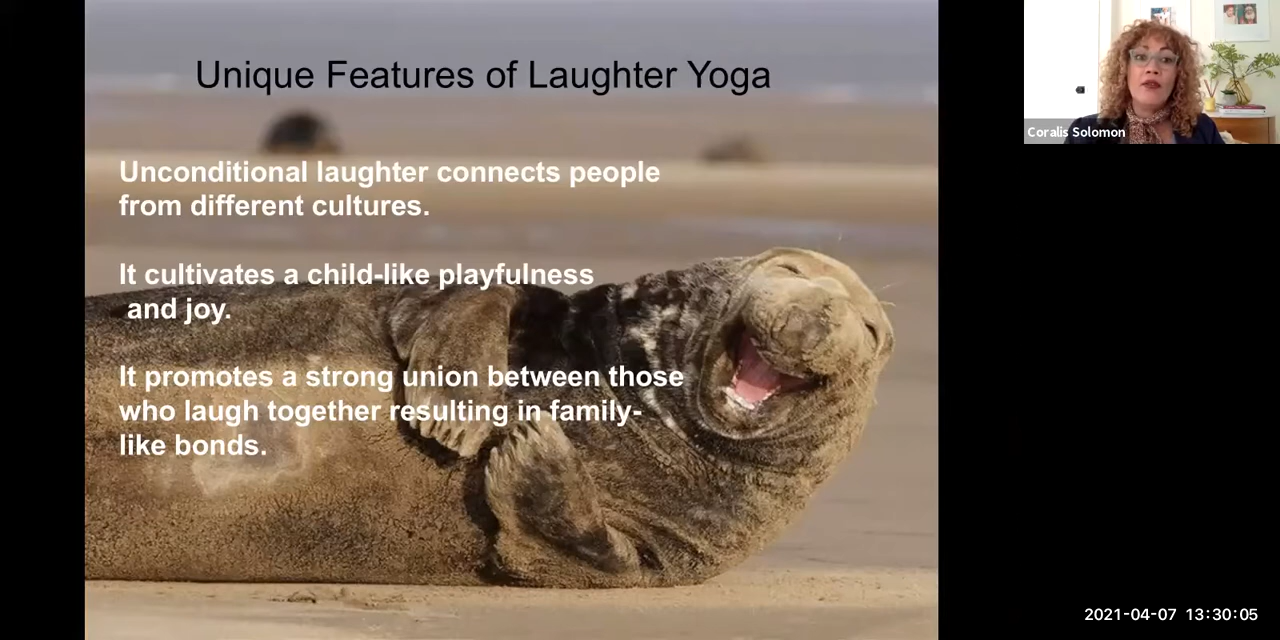 Unique Features of Laughter Yoga
Unconditional laughter connects people
from different cultures.
It cultivates a child-like playfulness
and joy.
It promotes a strong union between those
who laugh together resulting in family-
like bonds.
Coralis Solomon
2021-04-07 13:30:05